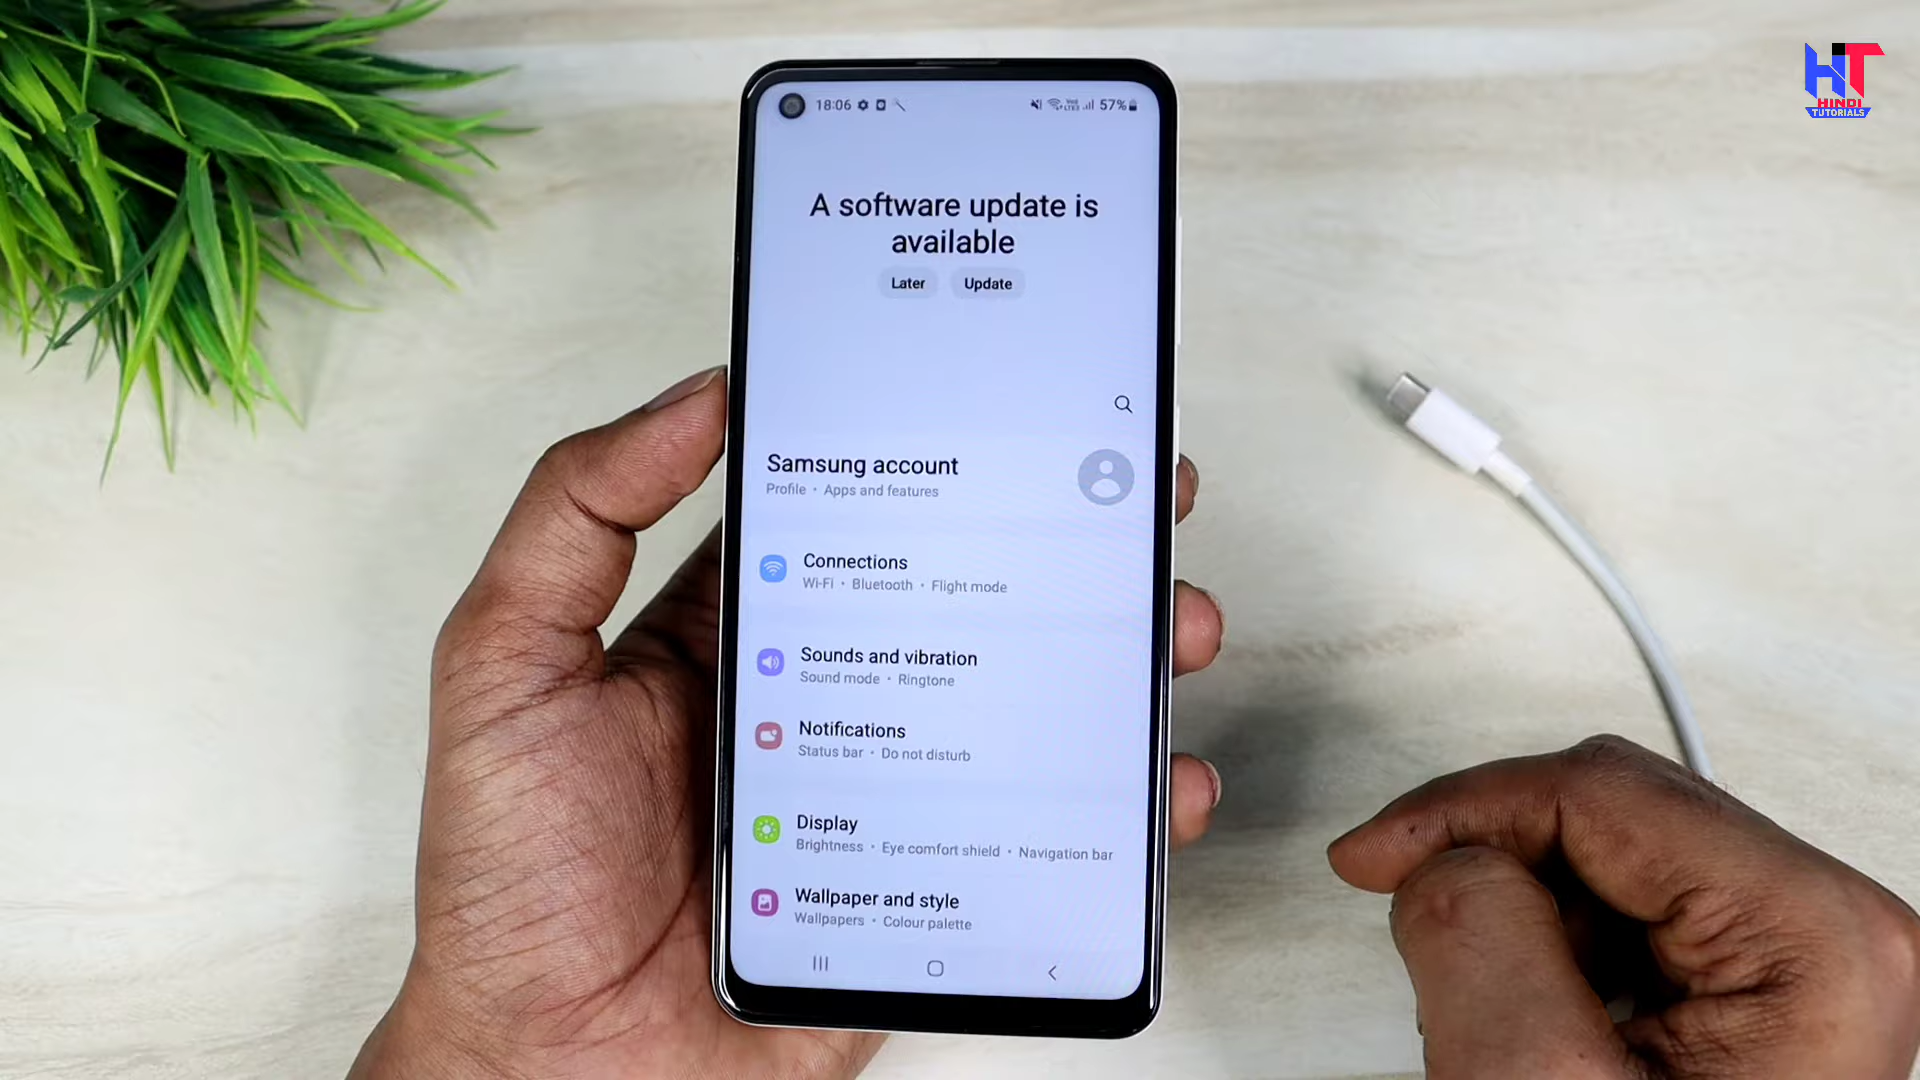 HT
HINDI
TUTORIALS
18:06 57%
A software update is
available
Later Update
Samsung account
Profile • Apps and features
Connections
Wi-Fi • Bluetooth • Flight mode
Sounds and vibration
Sound mode • Ringtone
Notifications
Status bar • Do not disturb
Display
Brightness • Eye comfort shield • Navigation bar
Wallpaper and style
Wallpapers • Colour palette